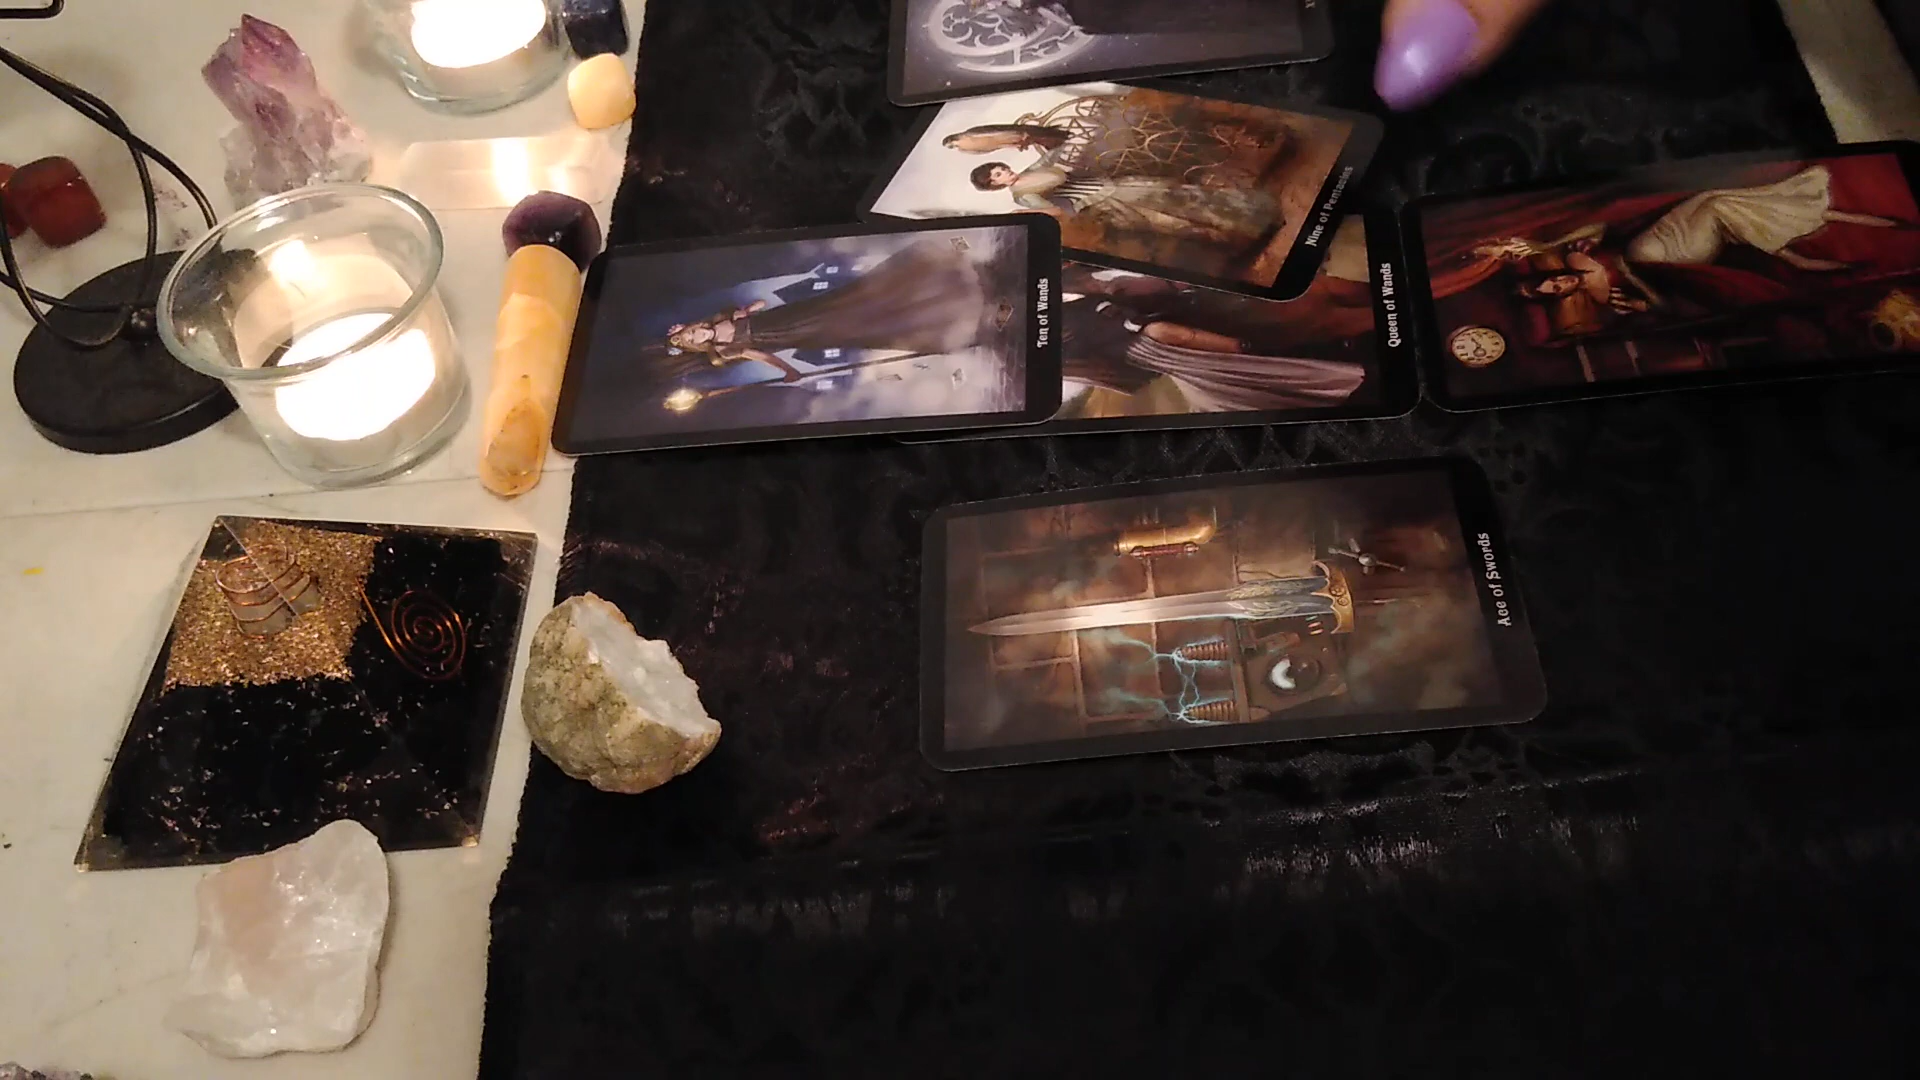 Nine of Pentacles
Ten of Wands
Queen of Wands
Ace of Swords